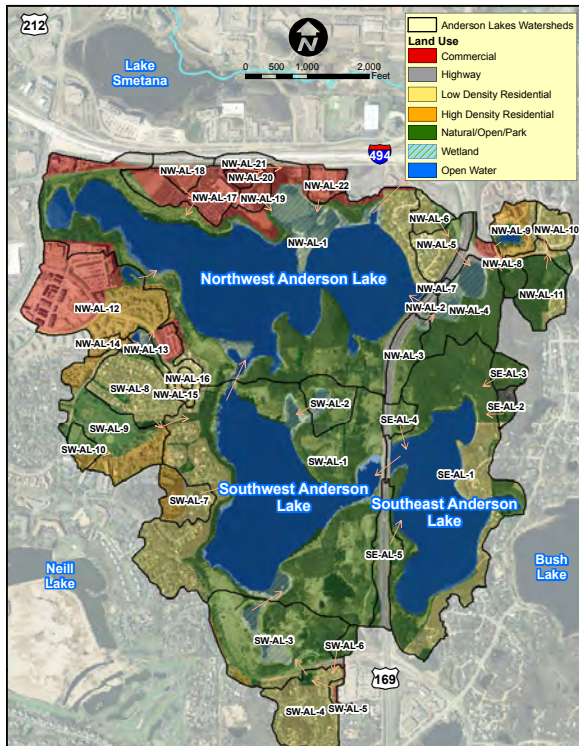 212
Lake
Smetana
N
0 500 1,000 2,000
Feet
Anderson Lakes Watersheds
Land Use
Commercial
Highway
Low Density Residential
High Density Residential
Natural/Open/Park
Wetland
Open Water
494
NW-AL-21
NW-AL-18
NW-AL-20
NW-AL-22
NW-AL-17
NW-AL-19
NW-AL-6
NW-AL-10
NW-AL-9
NW-AL-1
NW-AL-5
NW-AL-8
Northwest Anderson Lake
NW-AL-7
NW-AL-11
NW-AL-12
NW-AL-2
NW-AL-4
NW-AL-14
NW-AL-13
NW-AL-3
NW-AL-16
SW-AL-8
SE-AL-3
NW-AL-15
SW-AL-2
SE-AL-2
SE-AL-4
SW-AL-9
SW-AL-10
SW-AL-1
SE-AL-1
Southwest Anderson
Lake
SW-AL-7
Southeast Anderson
Lake
SE-AL-5
Neill
Lake
Bush
Lake
SW-AL-3
SW-AL-6
169
SW-AL-4
SW-AL-5